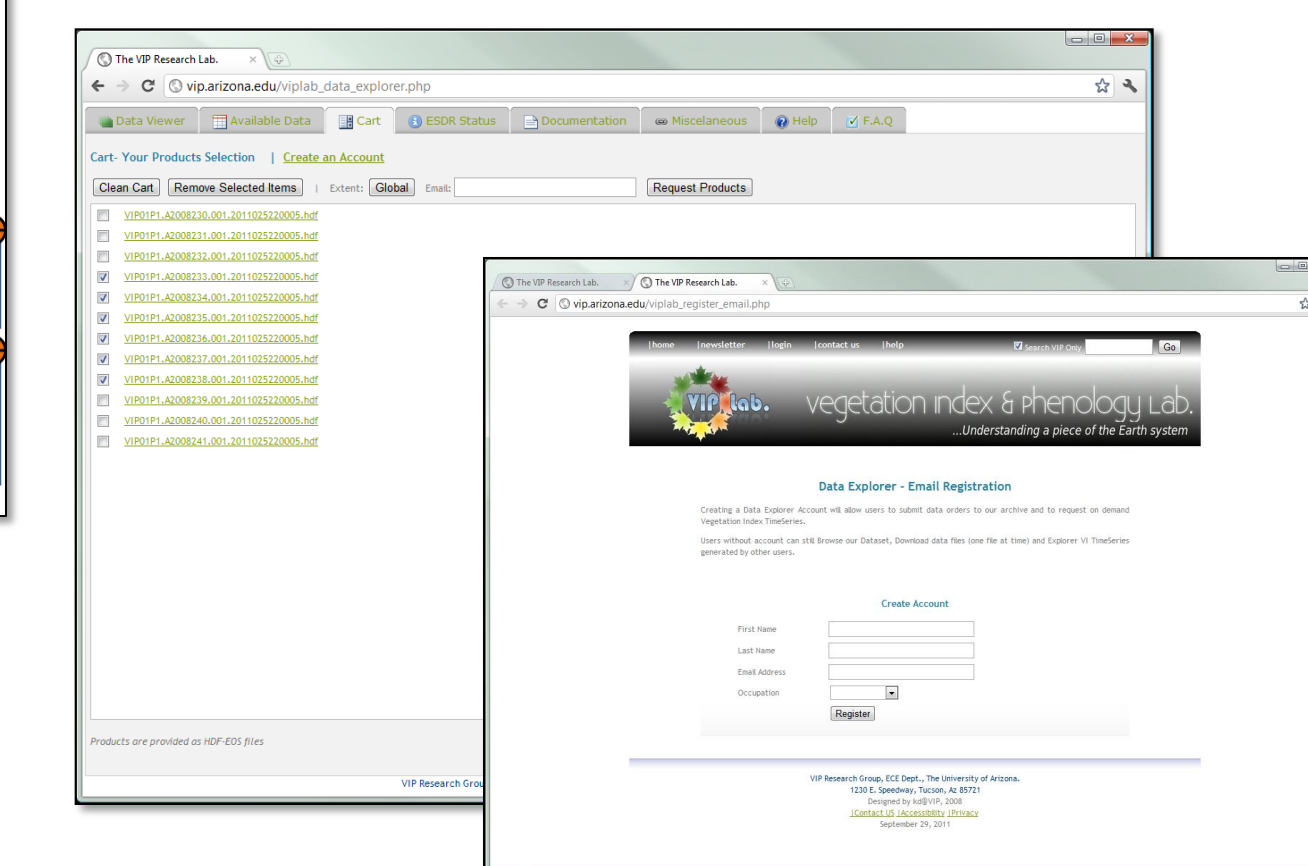 The VIP Research Lab.
vip.arizona.edu/viplab_data_explorer.php
Data Viewer Available Data Cart ESDR Status Documentation Miscelaneous Help F.A.Q
Cart- Your Products Selection | Create an Account
Clean Cart Remove Selected Items | Extent: Global Email: Request Products
VIP01P1.A2008230.001.2011025220005.hdf
VIP01P1.A2008231.001.2011025220005.hdf
VIP01P1.A2008232.001.2011025220005.hdf
VIP01P1.A2008233.001.2011025220005.hdf
VIP01P1.A2008234.001.2011025220005.hdf
VIP01P1.A2008235.001.2011025220005.hdf
VIP01P1.A2008236.001.2011025220005.hdf
VIP01P1.A2008237.001.2011025220005.hdf
VIP01P1.A2008238.001.2011025220005.hdf
VIP01P1.A2008239.001.2011025220005.hdf
VIP01P1.A2008240.001.2011025220005.hdf
VIP01P1.A2008241.001.2011025220005.hdf
Products are provided as HDF-EOS files
VIP Research Grou
The VIP Research Lab. The VIP Research Lab.
vip.arizona.edu/viplab_register_email.php
|home |newsletter |login |contact us |help Search VIP Only Go
VIP Lab. vegetation index & phenology Lab.
...Understanding a piece of the Earth system
Data Explorer - Email Registration
Creating a Data Explorer Account will allow users to submit data orders to our archive and to request on demand
Vegetation Index TimeSeries.
Users without account can still Browse our Dataset, Download data files (one file at time) and Explorer VI TimeSeries
generated by other users.
Create Account
First Name
Last Name
Email Address
Occupation
Register
VIP Research Group, ECE Dept., The University of Arizona.
1230 E. Speedway, Tucson, Az 85721
Designed by kd@VIP, 2008
|Contact US |Accessibility |Privacy
September 29, 2011